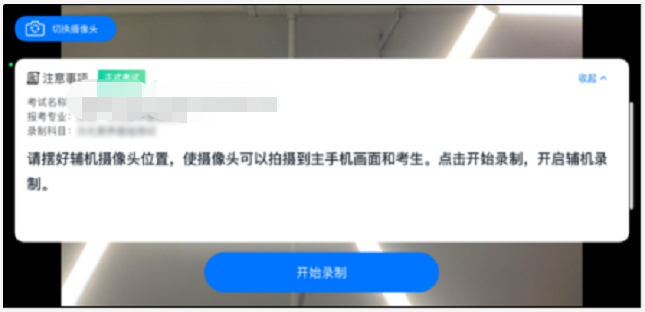 切换摄像头
注意事项 正式考试
收起
考试名称
报考专业：
录制科目：
请摆好辅机摄像头位置，使摄像头可以拍摄到主手机画面和考生。点击开始录制，开启辅机录
制。
开始录制